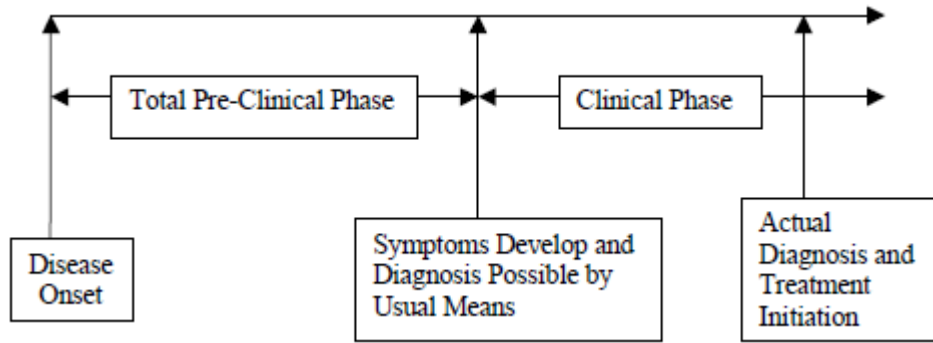 Total Pre-Clinical Phase
Clinical Phase
Disease
Onset
Symptoms Develop and
Diagnosis Possible by
Usual Means
Actual
Diagnosis and
Treatment
Initiation